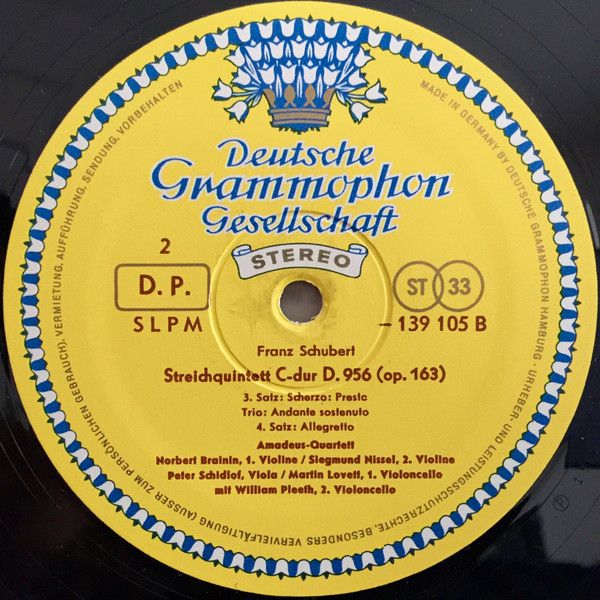 Deutsche
Grammophon
Gesellschaft
STEREO
2
D. P.
SLPM
ST 33
– 139 105 B
Franz Schubert
Streichquintett C-dur D. 956 (op. 163)
3. Satz: Scherzo: Presto
Trio: Andante sostenuto
4. Satz: Allegretto
Amadeus-Quartett
Norbert Brainin, 1. Violine / Siegmund Nissel, 2. Violine
Peter Schidlof, Viola / Martin Lovett, 1. Violoncello
mit William Pleeth, 2. Violoncello
MADE IN GERMANY BY DEUTSCHE GRAMMOPHON HAMBURG · URHEBER- UND LEISTUNGSSCHUTZRECHTE, BESONDERS VERVIELFÄLTIGUNG (AUSSER ZUM PERSÖNLICHEN GEBRAUCH), VERMIETUNG, AUFFÜHRUNG, SENDUNG, VORBEHALTEN